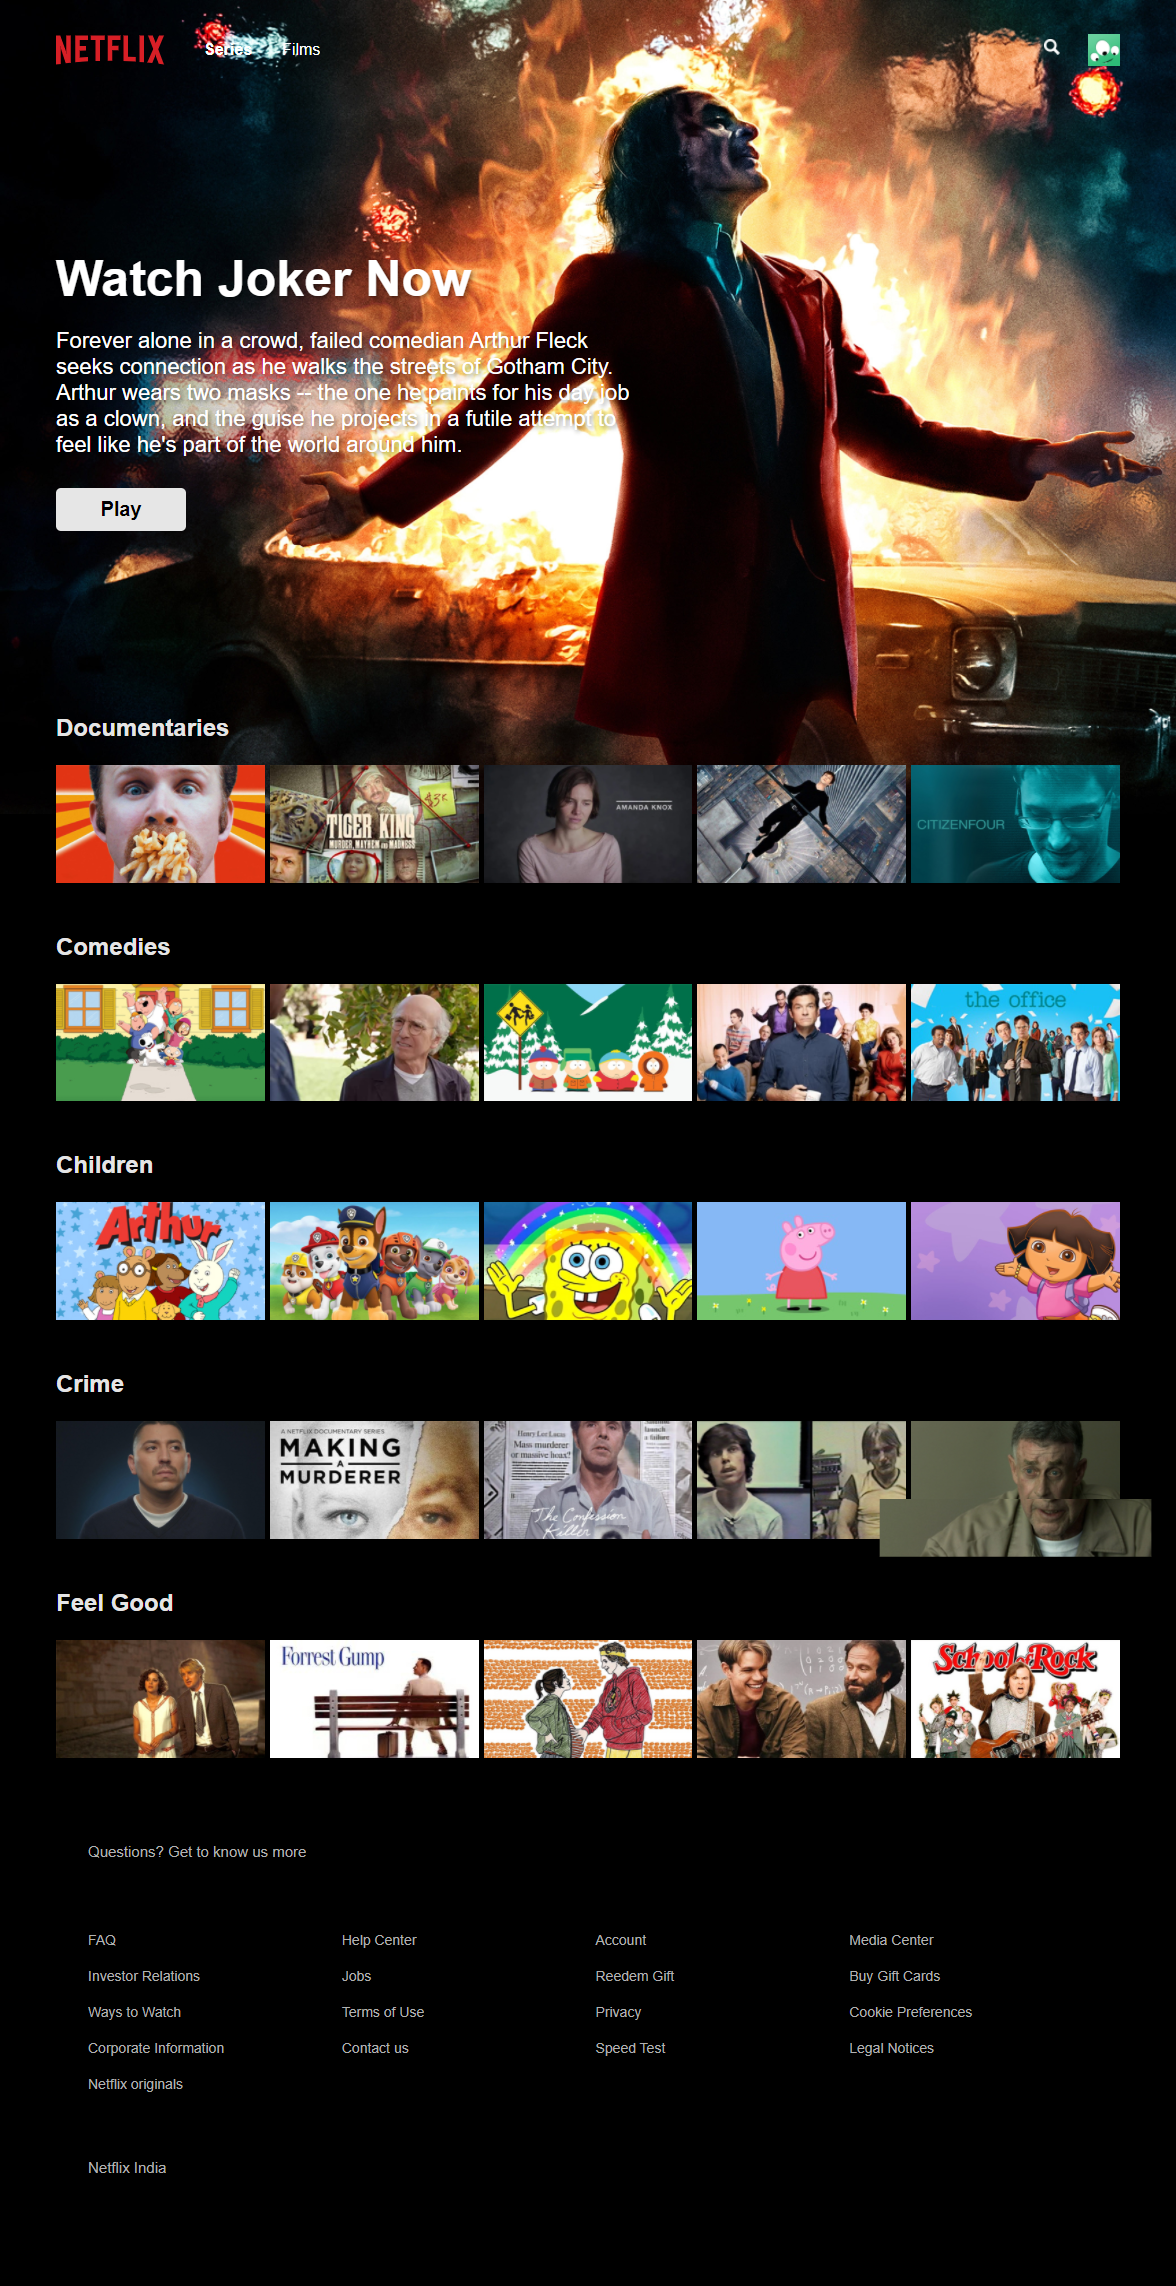 NETFLIX
Series
Films
Watch Joker Now
Forever alone in a crowd, failed comedian Arthur Fleck
seeks connection as he walks the streets of Gotham City.
Arthur wears two masks -- the one he paints for his day job
as a clown, and the guise he projects in a futile attempt to
feel like he's part of the world around him.
Play
Documentaries
$3K
TIGER KING
MURDER, MAYHEM AND MADNESS
AMANDA KNOX
CITIZENFOUR
Comedies
the office
Children
Arthur
Crime
A NETFLIX DOCUMENTARY SERIES
MAKING
A
MURDERER
Henry Lee Lucas
Mass murderer
or massive hoax?
launch
a failure
The Confession
Killer
Feel Good
Forrest Gump
School of Rock
Questions? Get to know us more
FAQ
Help Center
Account
Media Center
Investor Relations
Jobs
Reedem Gift
Buy Gift Cards
Ways to Watch
Terms of Use
Privacy
Cookie Preferences
Corporate Information
Contact us
Speed Test
Legal Notices
Netflix originals
Netflix India